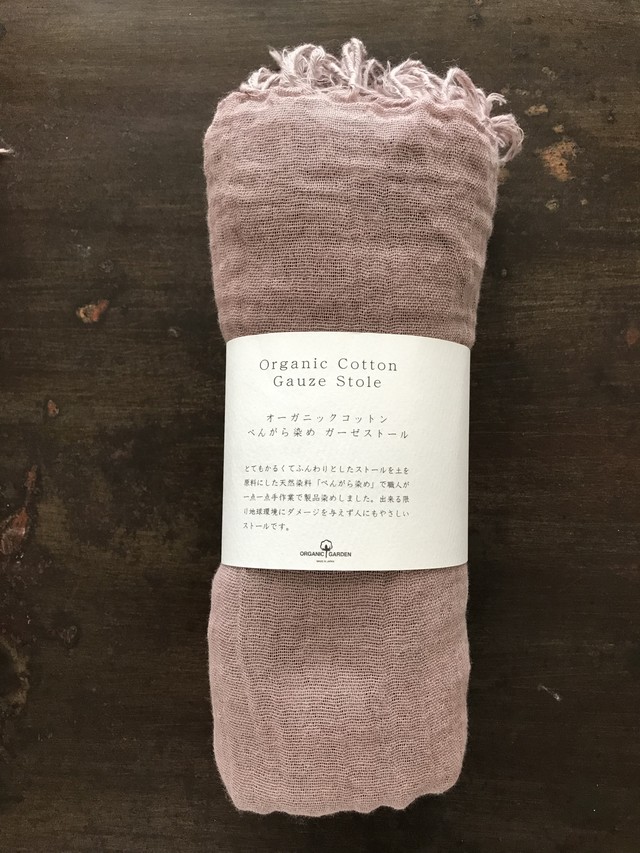 Organic Cotton
Gauze Stole
オーガニックコットン
べんがら染め ガーゼストール
とてもかるくてふんわりとしたストールを土を
原料にした天然染料「べんがら染め」で職人が
一点一点手作業で製品染めしました。出来る限
り地球環境にダメージを与えず人にもやさしい
ストールです。
ORGANIC GARDEN
MADE IN JAPAN